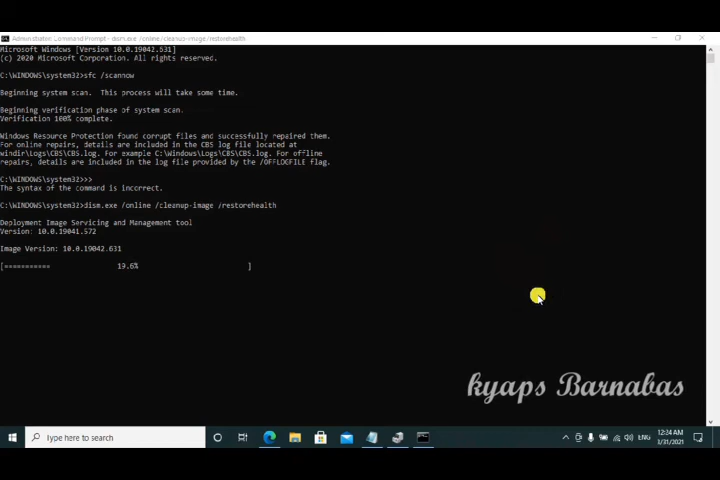 Administrator: Command Prompt - dism.exe /online /cleanup-image /restorehealth
Microsoft Windows [Version 10.0.19042.631]
(c) 2020 Microsoft Corporation. All rights reserved.
C:\WINDOWS\system32>sfc /scannow
Beginning system scan.  This process will take some time.
Beginning verification phase of system scan.
Verification 100% complete.
Windows Resource Protection found corrupt files and successfully repaired them.
For online repairs, details are included in the CBS log file located at
windir\Logs\CBS\CBS.log. For example C:\Windows\Logs\CBS\CBS.log. For offline
repairs, details are included in the log file provided by the /OFFLOGFILE flag.
C:\WINDOWS\system32>>>
The syntax of the command is incorrect.
C:\WINDOWS\system32>dism.exe /online /cleanup-image /restorehealth
Deployment Image Servicing and Management tool
Version: 10.0.19041.572
Image Version: 10.0.19042.631
[===========                19.6%                          ]
kyaps Barnabas
Type here to search
ENG
12:34 AM
3/31/2021